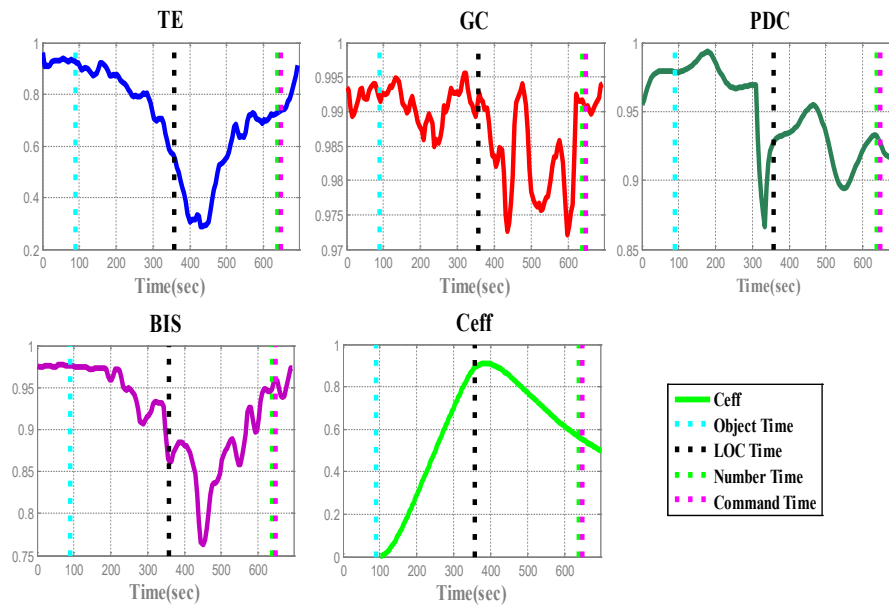 TE
1
0.8
0.6
0.4
0.2
0 100 200 300 400 500 600
Time(sec)
GC
1
0.995
0.99
0.985
0.98
0.975
0.97
0 100 200 300 400 500 600
Time(sec)
PDC
1
0.95
0.9
0.85
0 100 200 300 400 500 600
Time(sec)
BIS
1
0.95
0.9
0.85
0.8
0.75
0 100 200 300 400 500 600
Time(sec)
Ceff
1
0.8
0.6
0.4
0.2
0
0 100 200 300 400 500 600
Time(sec)
Ceff
Object Time
LOC Time
Number Time
Command Time